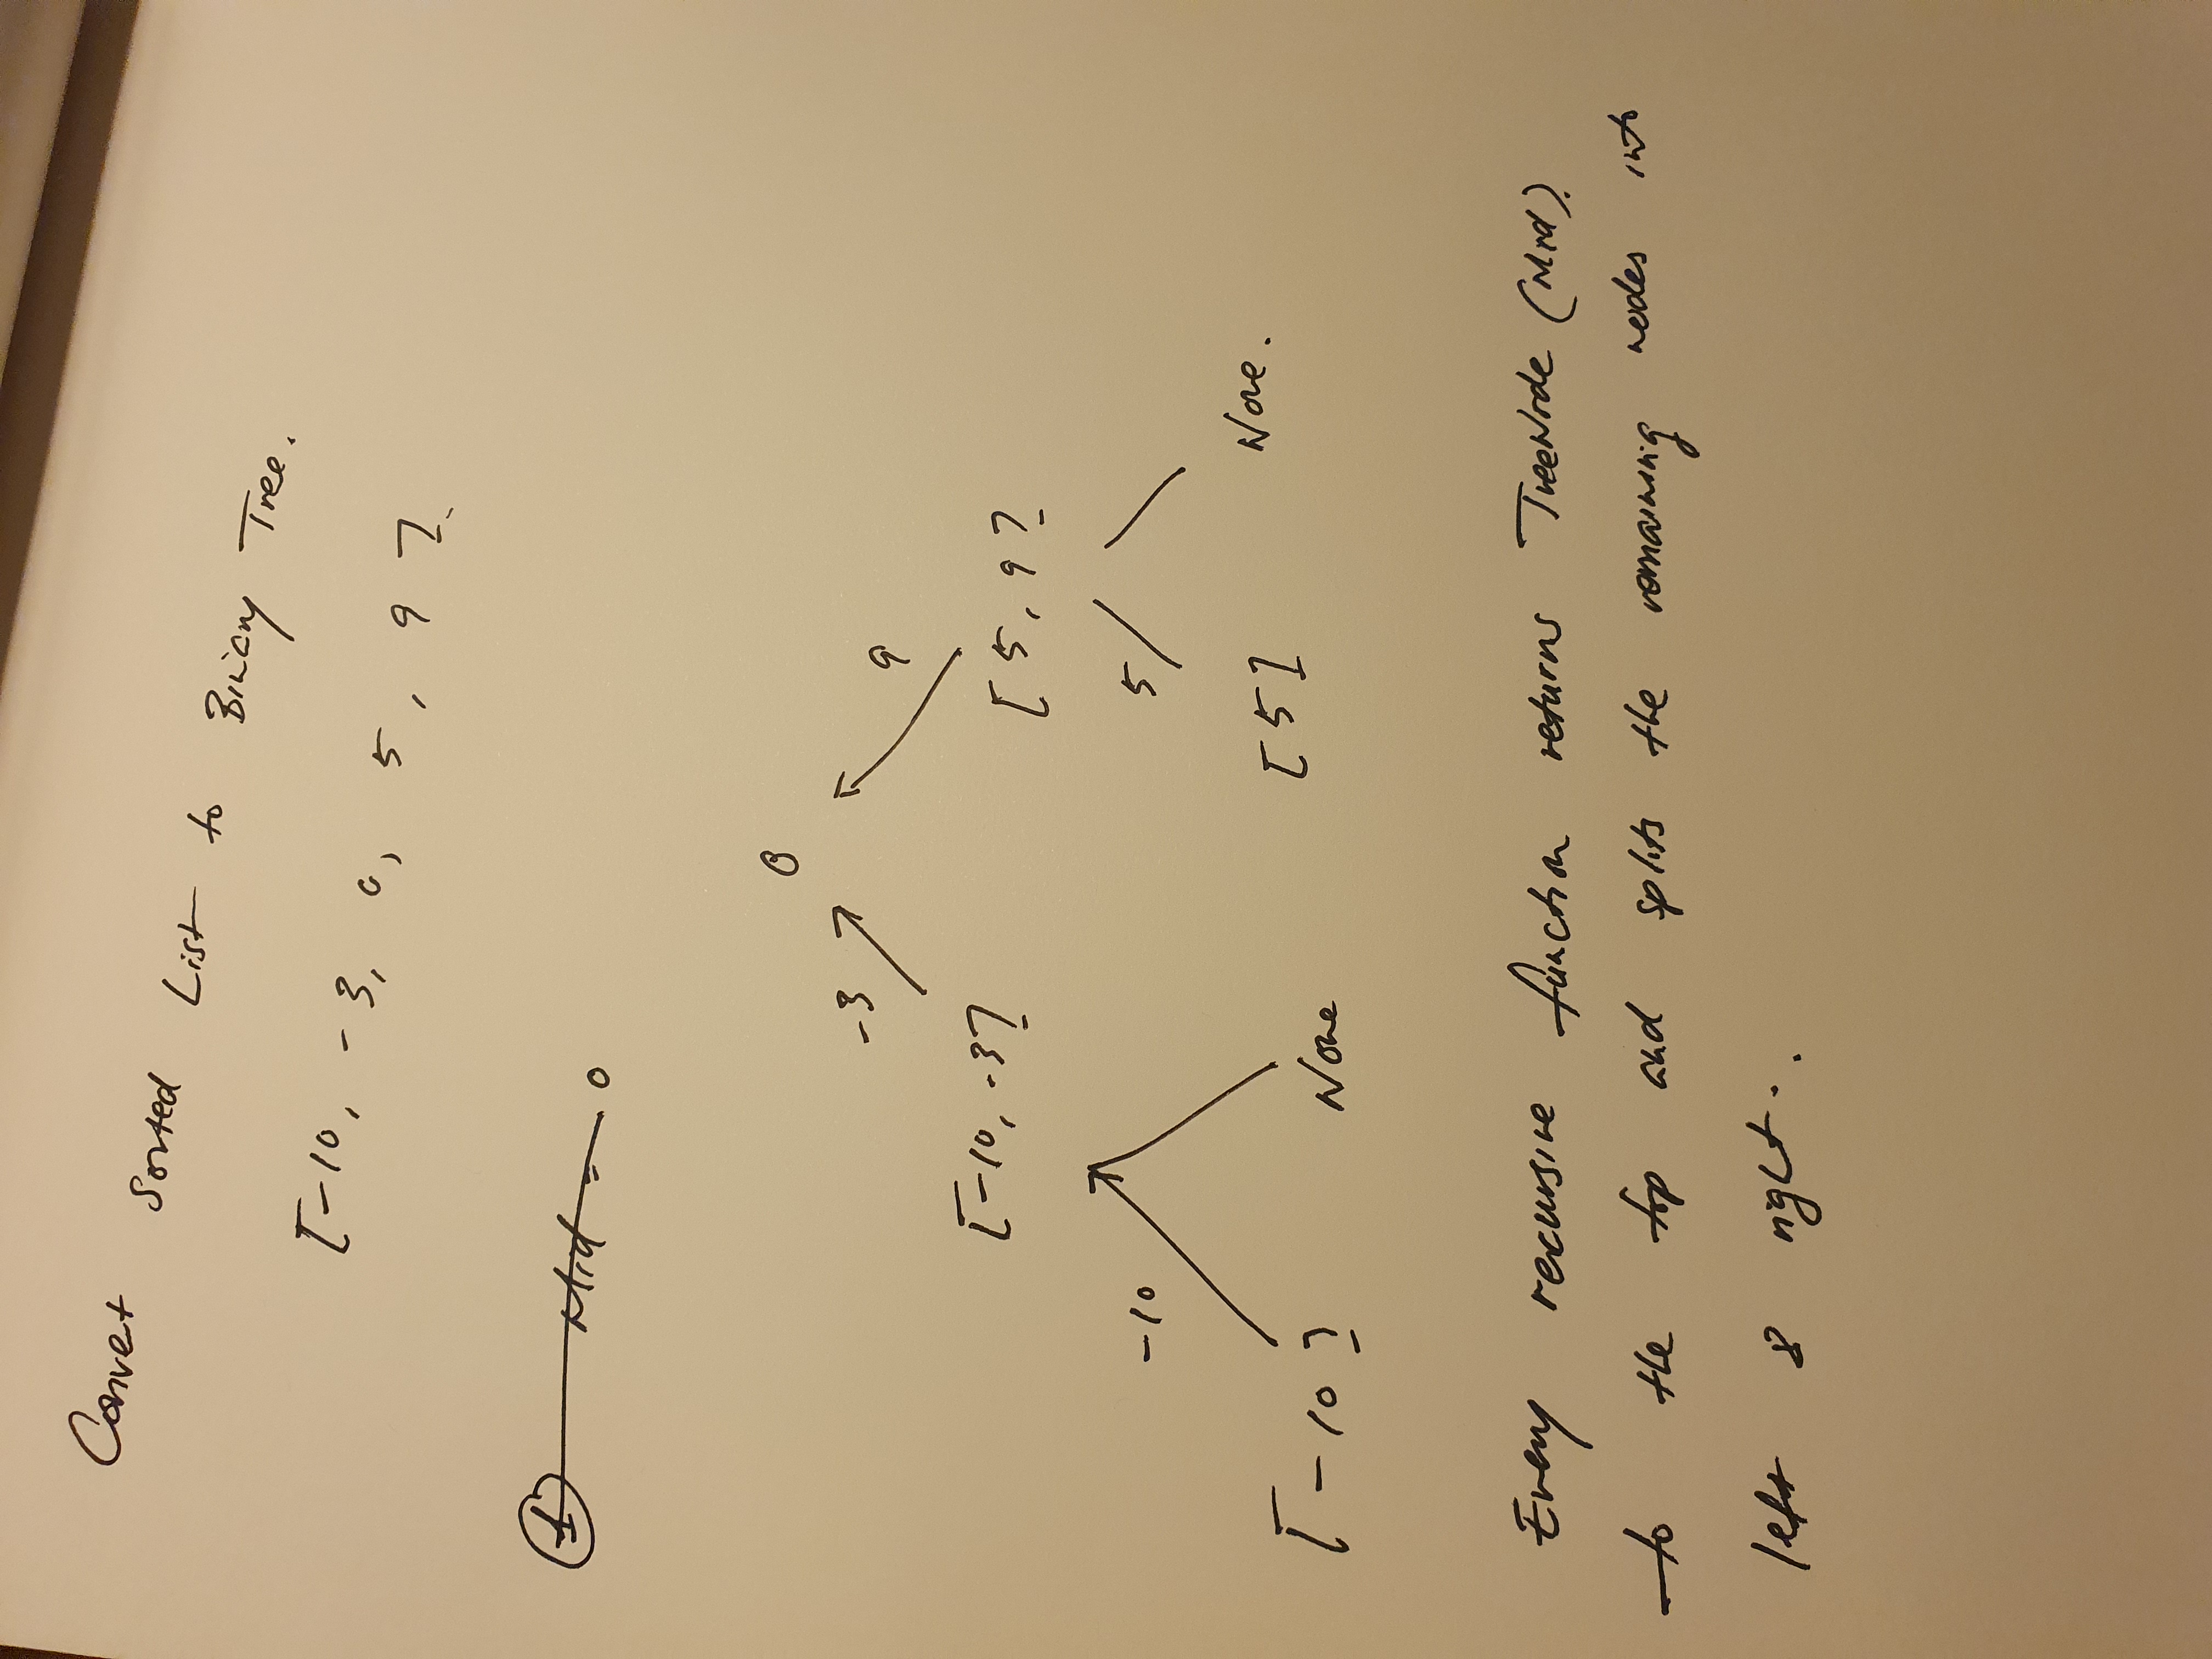 Convet Sorted List to Binary Tree.
[-10, -3, 0, 5, 9].
1 Mid = 0
0
-3 9
[-10, -3] [5, 9]
-10 5
[-10] None [5] None.
Every recursive function returns TreeNode (Mid).
to the top and splits the remaining nodes into
left & right.